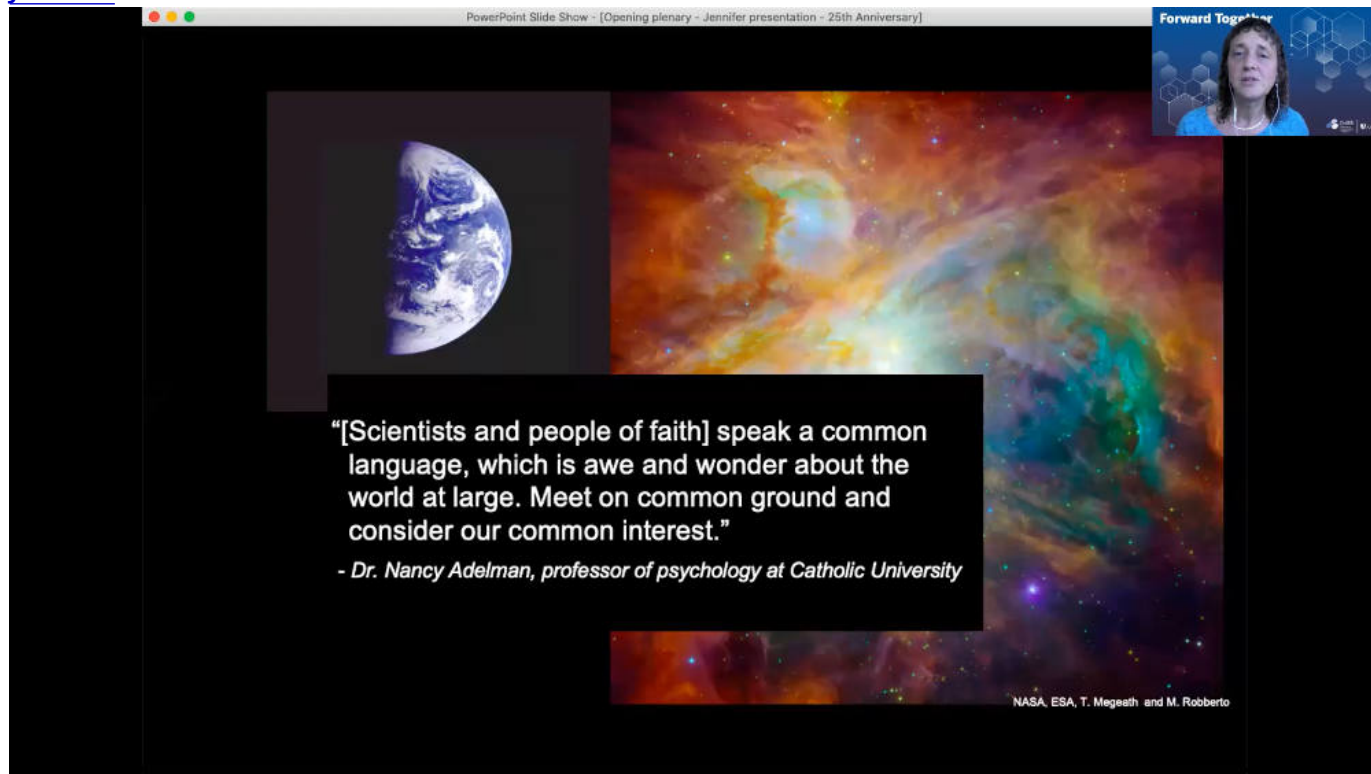 PowerPoint Slide Show - [Opening plenary - Jennifer presentation - 25th Anniversary]
Forward Together
“[Scientists and people of faith] speak a common
language, which is awe and wonder about the
world at large. Meet on common ground and
consider our common interest.”
- Dr. Nancy Adelman, professor of psychology at Catholic University
NASA, ESA, T. Megeath and M. Robberto